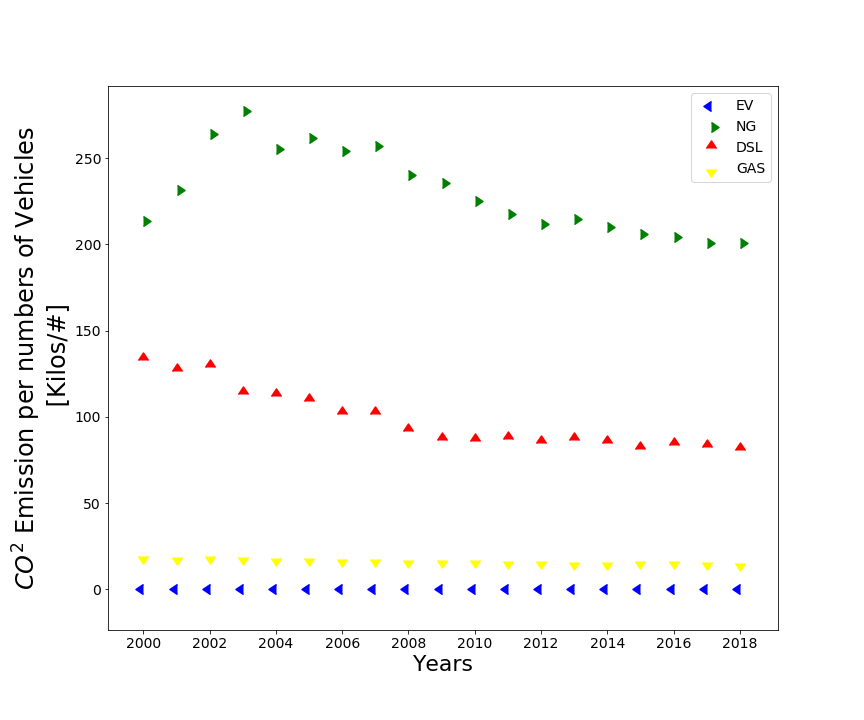 EV
NG
DSL
GAS
CO² Emission per numbers of Vehicles
[Kilos/#]
250
200
150
100
50
0
2000 2002 2004 2006 2008 2010 2012 2014 2016 2018
Years